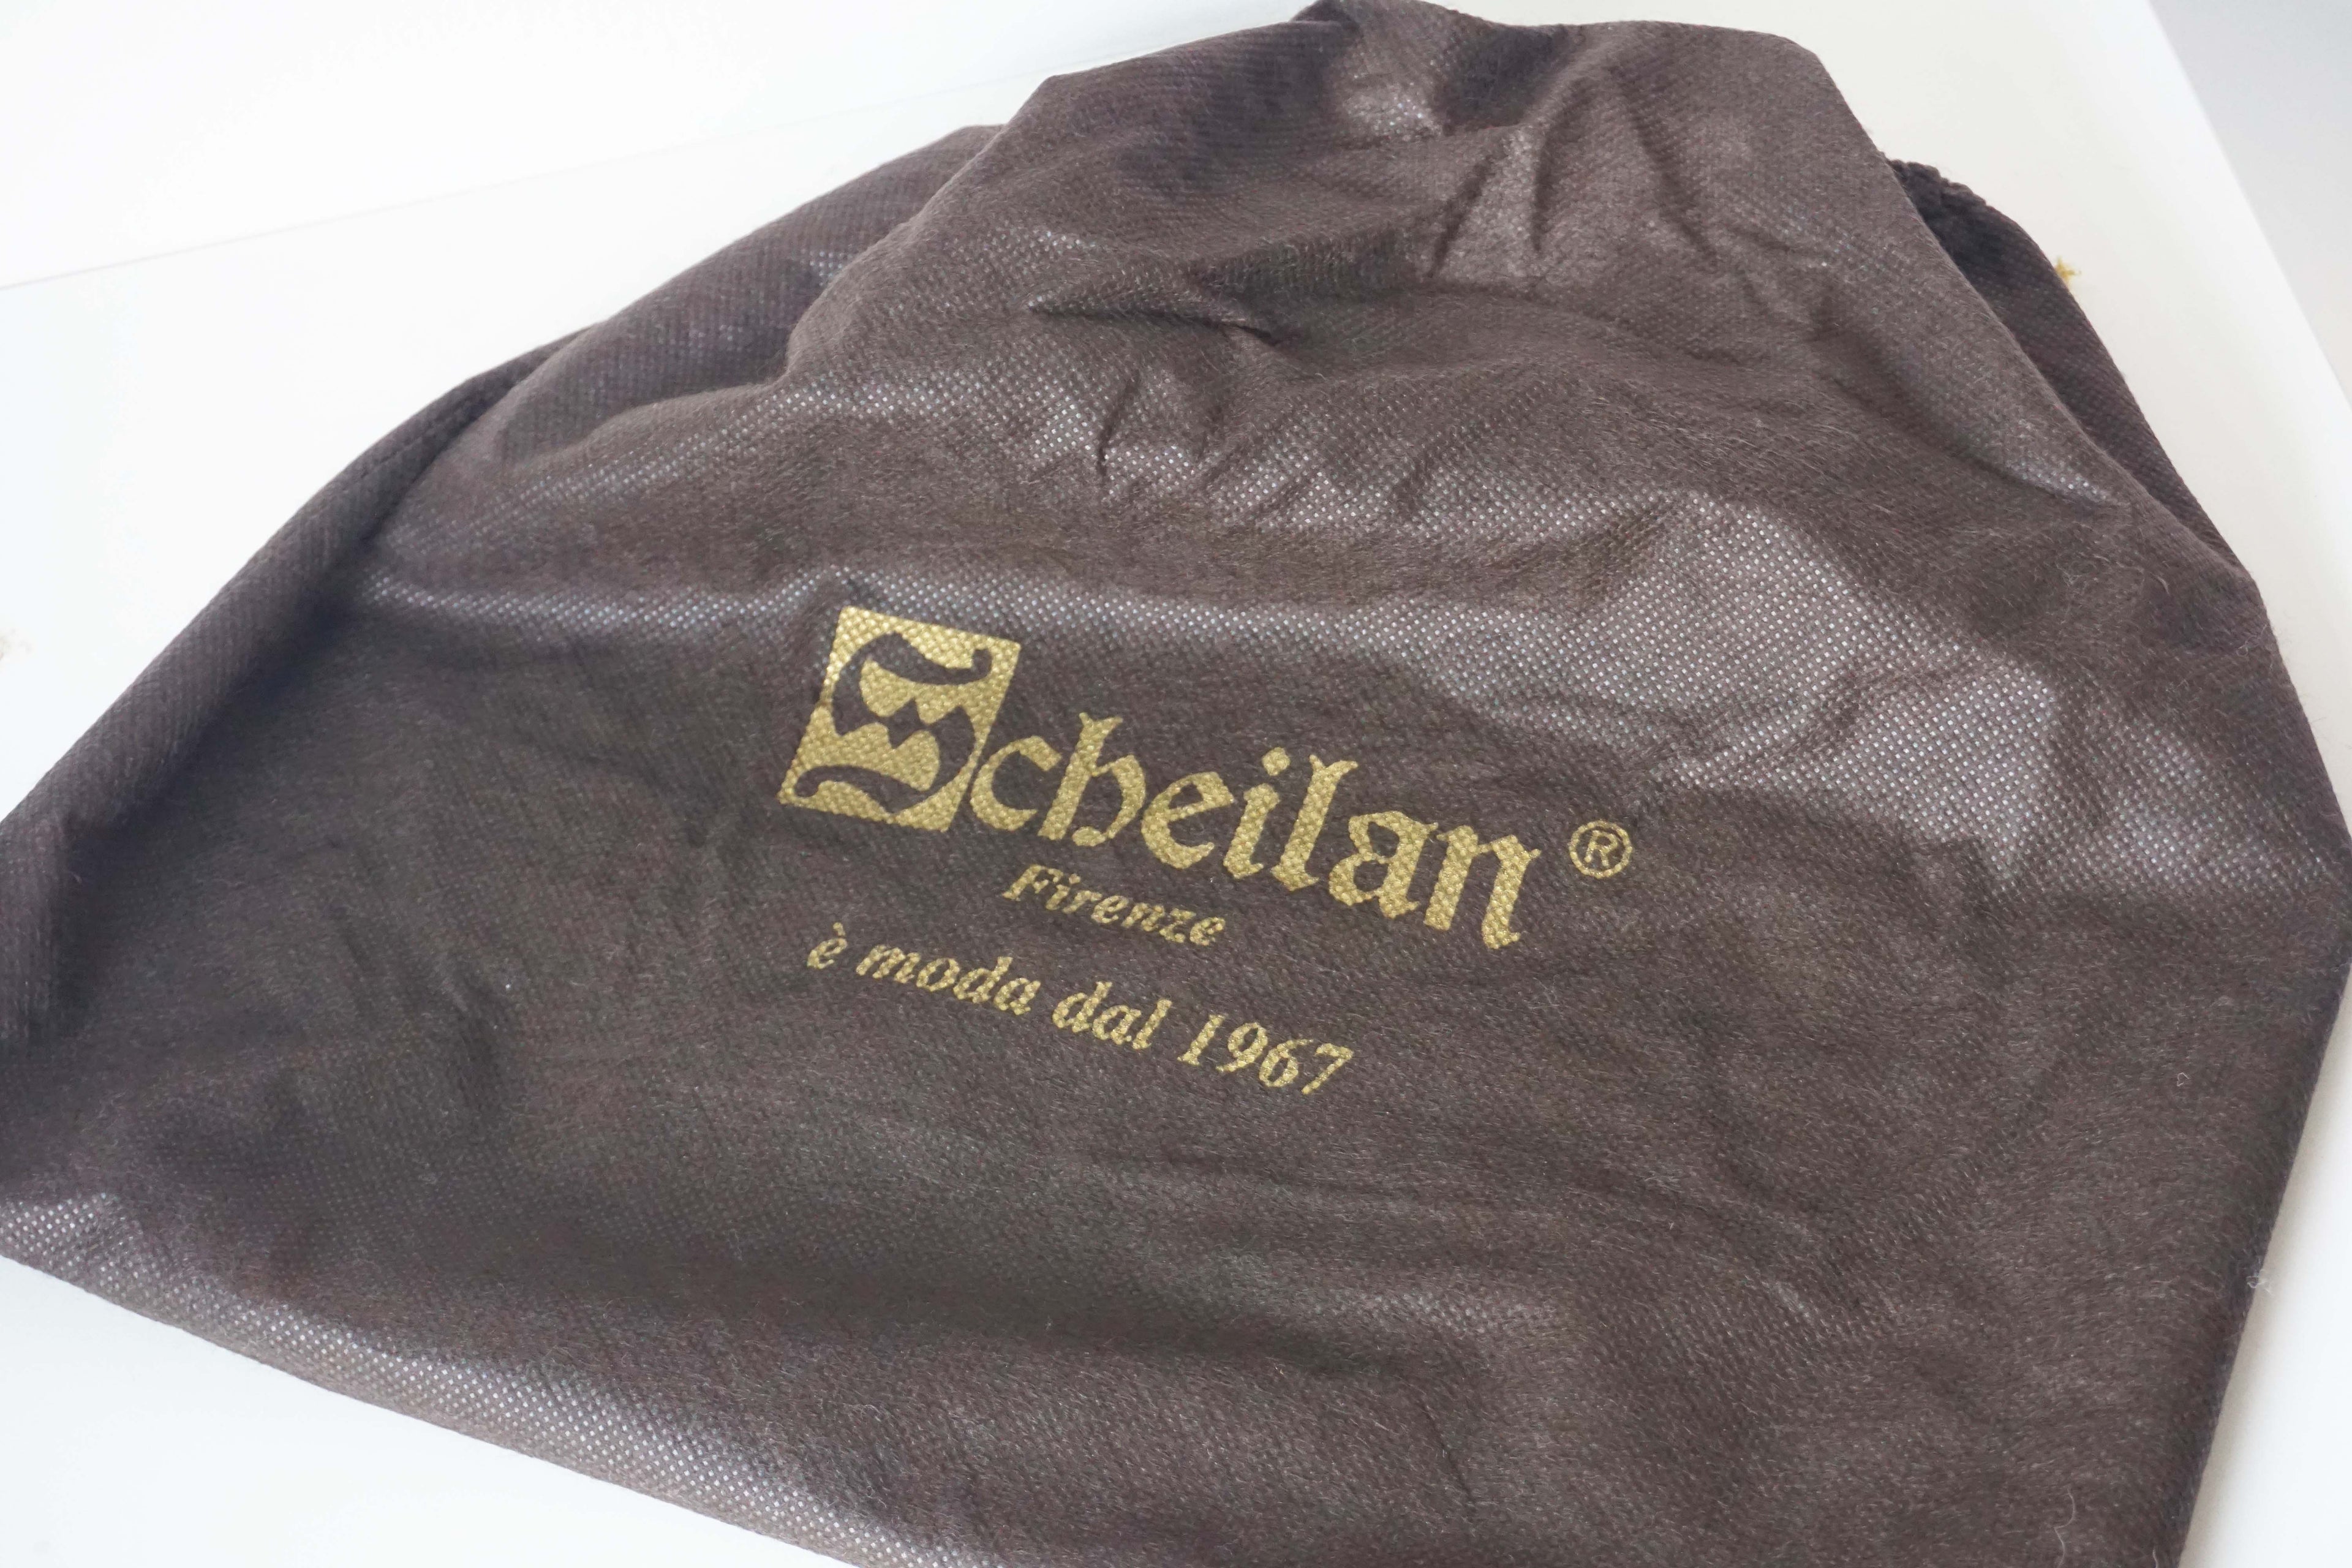 Scheilan ®
Firenze
è moda dal 1967